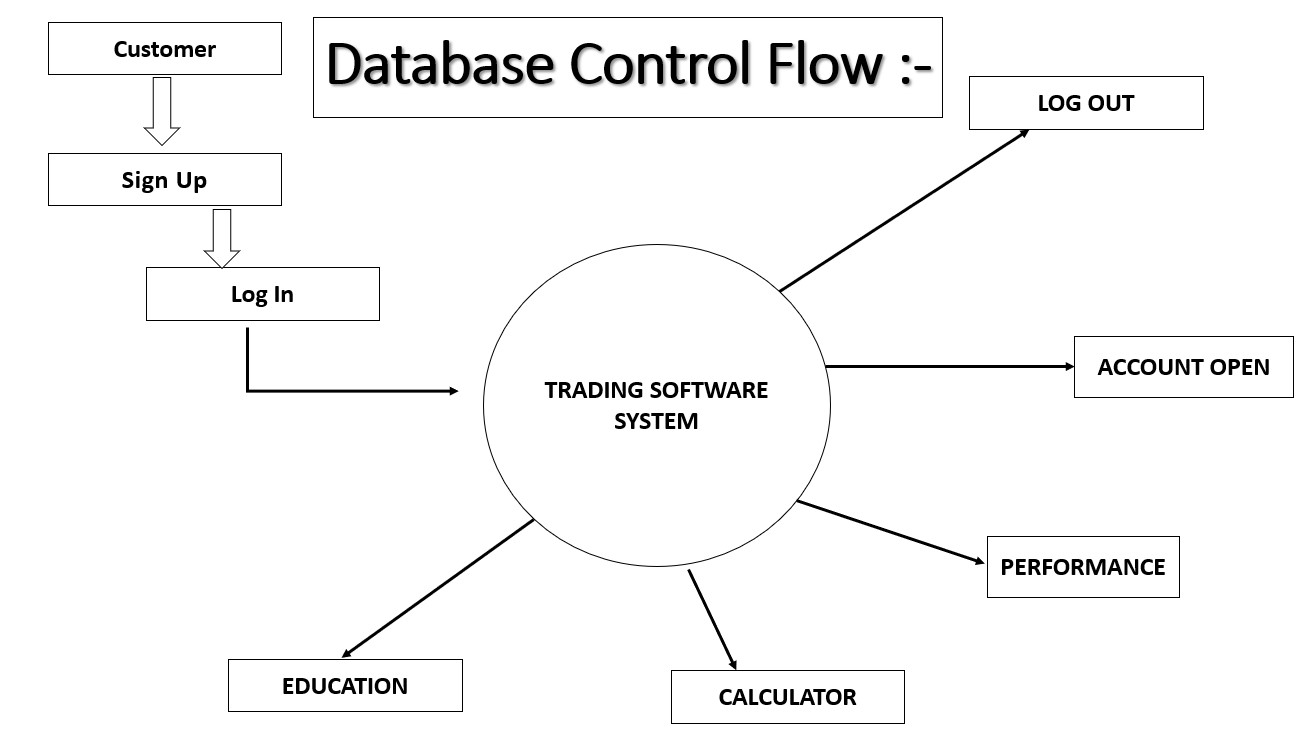 Customer
Database Control Flow :-
LOG OUT
Sign Up
Log In
TRADING SOFTWARE
SYSTEM
ACCOUNT OPEN
PERFORMANCE
EDUCATION
CALCULATOR